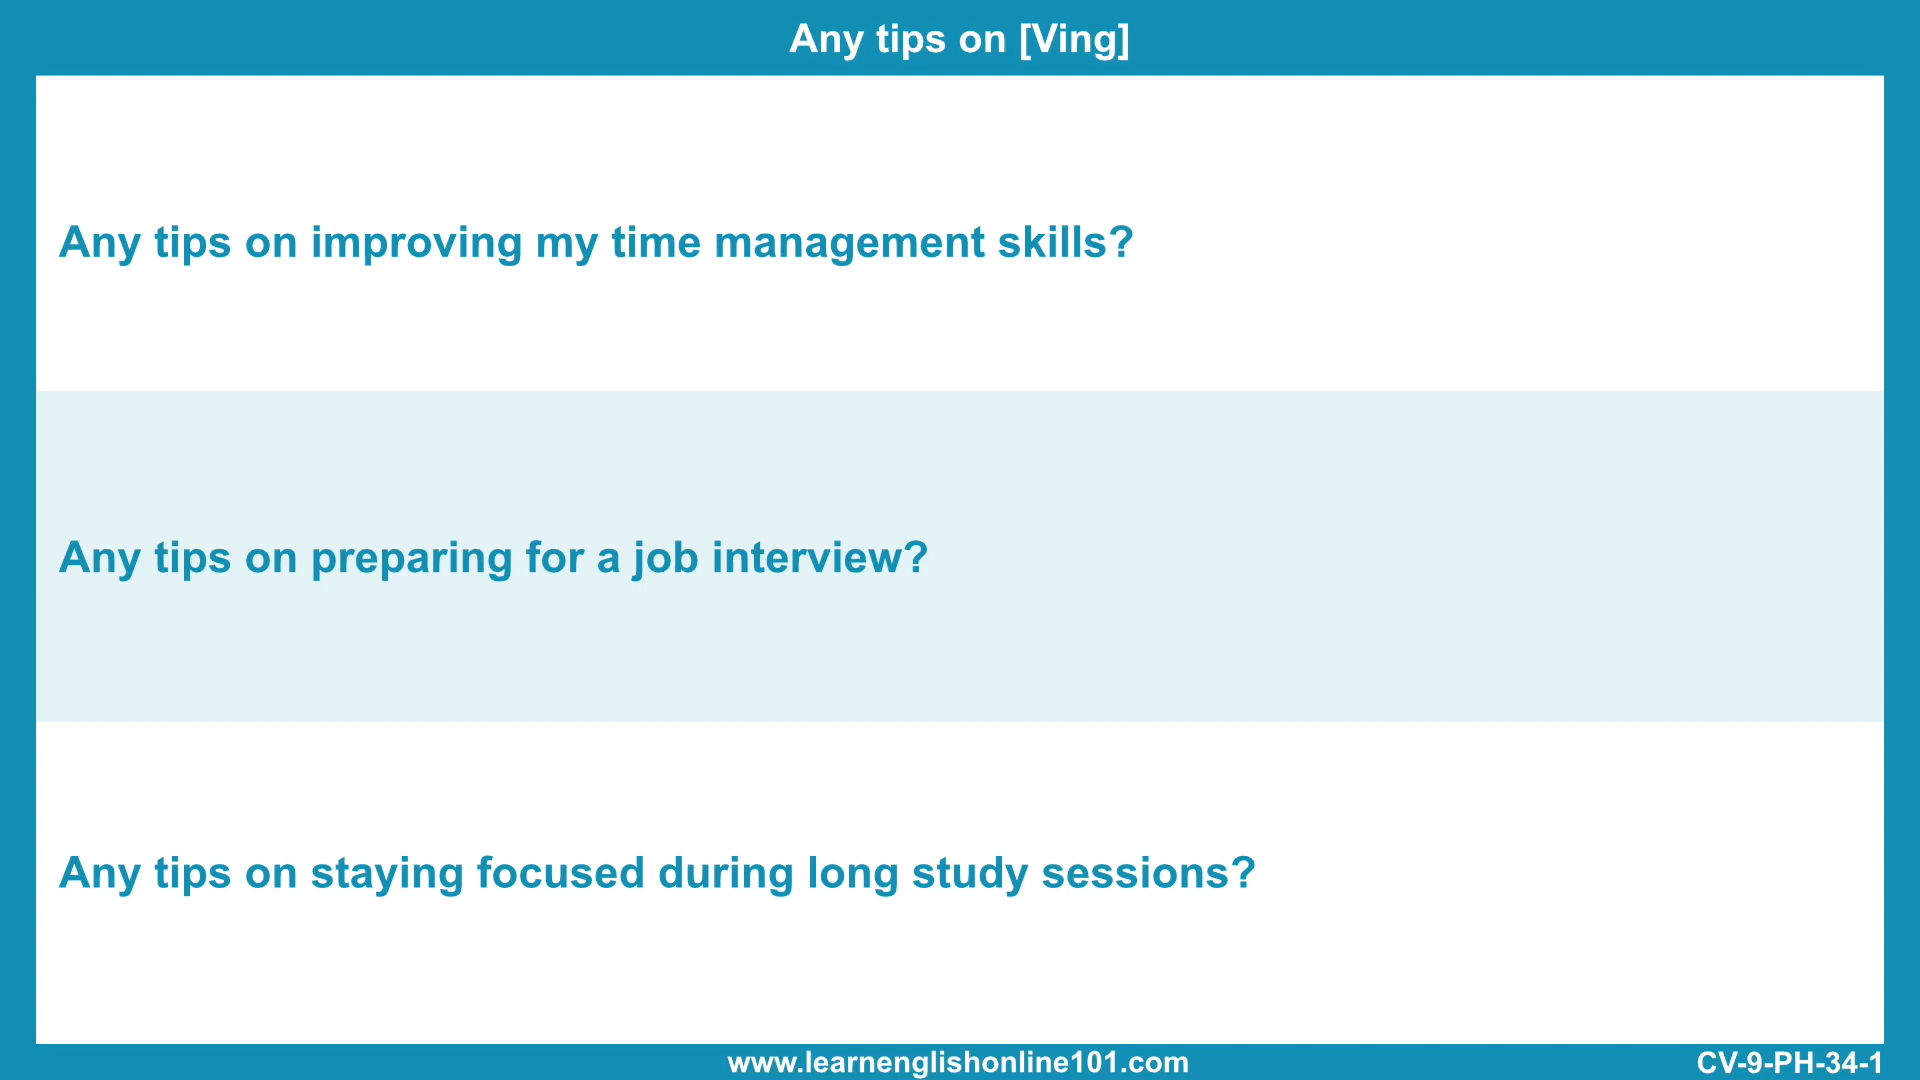 Any tips on [Ving]
Any tips on improving my time management skills?
Any tips on preparing for a job interview?
Any tips on staying focused during long study sessions?
www.learnenglishonline101.com
CV-9-PH-34-1